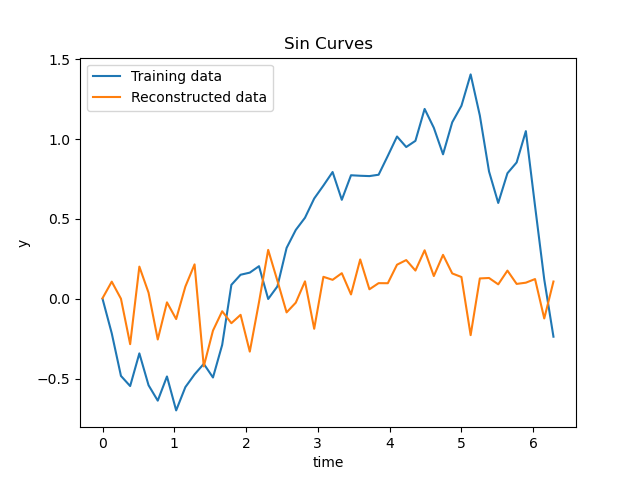 Sin Curves
Training data
Reconstructed data
1.5
1.0
0.5
0.0
−0.5
y
0 1 2 3 4 5 6
time